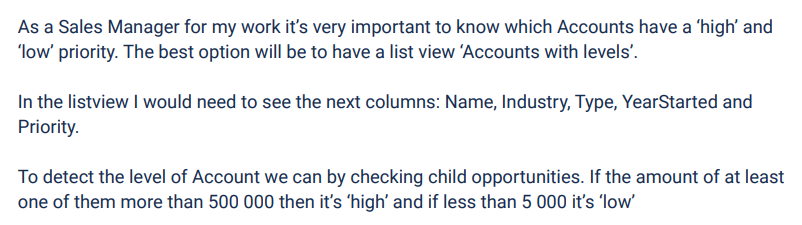 As a Sales Manager for my work it’s very important to know which Accounts have a ‘high’ and
‘low’ priority. The best option will be to have a list view ‘Accounts with levels’.
In the listview I would need to see the next columns: Name, Industry, Type, YearStarted and
Priority.
To detect the level of Account we can by checking child opportunities. If the amount of at least
one of them more than 500 000 then it’s ‘high’ and if less than 5 000 it’s ‘low’